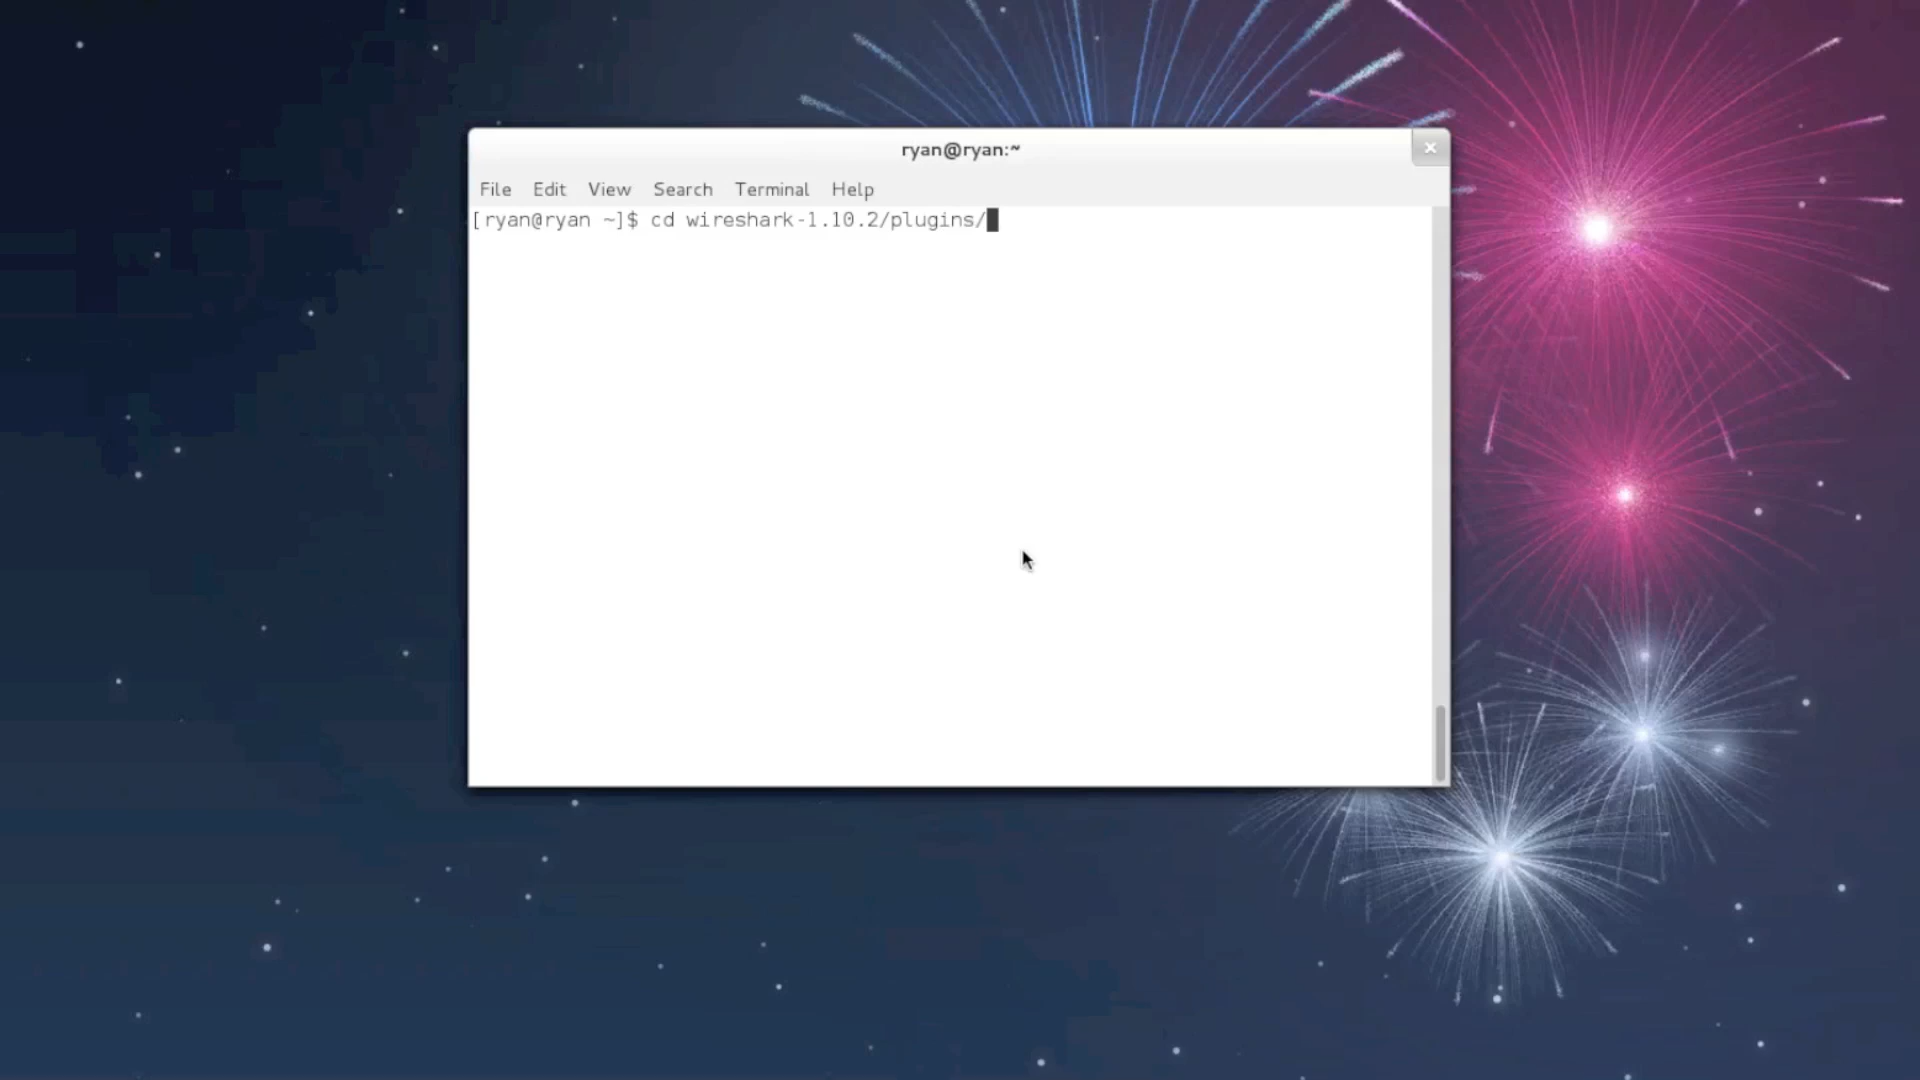 ryan@ryan:~
File Edit View Search Terminal Help
[ryan@ryan ~]$ cd wireshark-1.10.2/plugins/